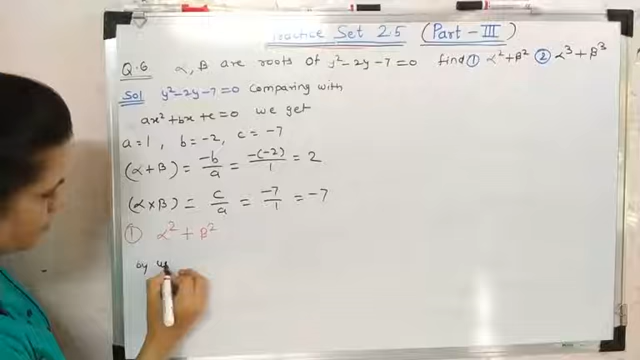 Practice Set 2.5 (Part - III)
Q.6 α, β are roots of y² - 2y - 7 = 0 find ① α² + β² ② α³ + β³
Sol y² - 2y - 7 = 0 Comparing with
ax² + bx + c = 0 we get
a = 1, b = -2, c = -7
(α + β) = -b/a = -(-2)/1 = 2
(α × β) = c/a = -7/1 = -7
① α² + β²
by